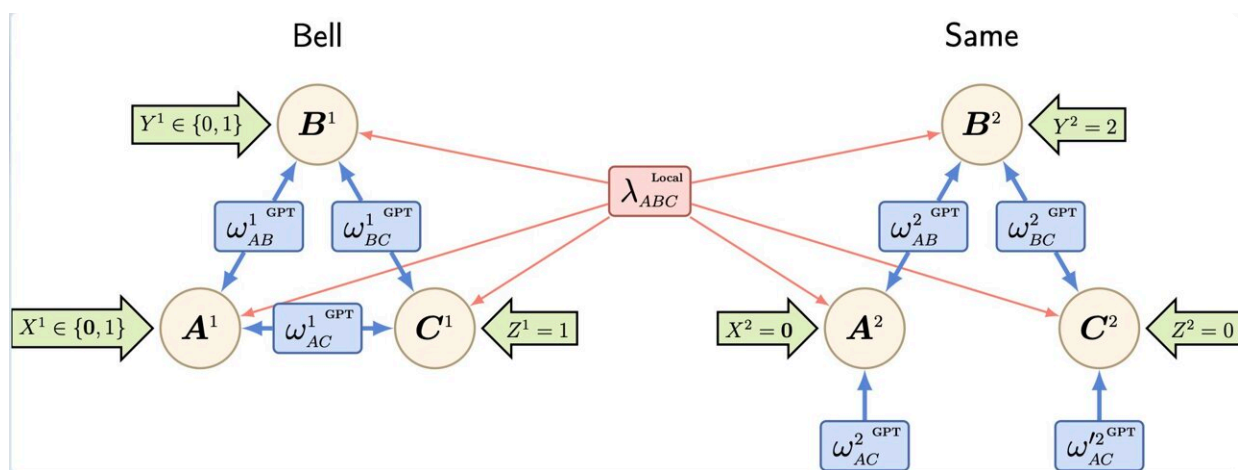 Bell
Same
Y¹ ∈ {0, 1}
B¹
B²
Y² = 2
λ_ABC^Local
ω¹_AB^GPT
ω¹_BC^GPT
ω²_AB^GPT
ω²_BC^GPT
X¹ ∈ {0, 1}
A¹
ω¹_AC^GPT
C¹
Z¹ = 1
X² = 0
A²
C²
Z² = 0
ω²_AC^GPT
ω′²_AC^GPT